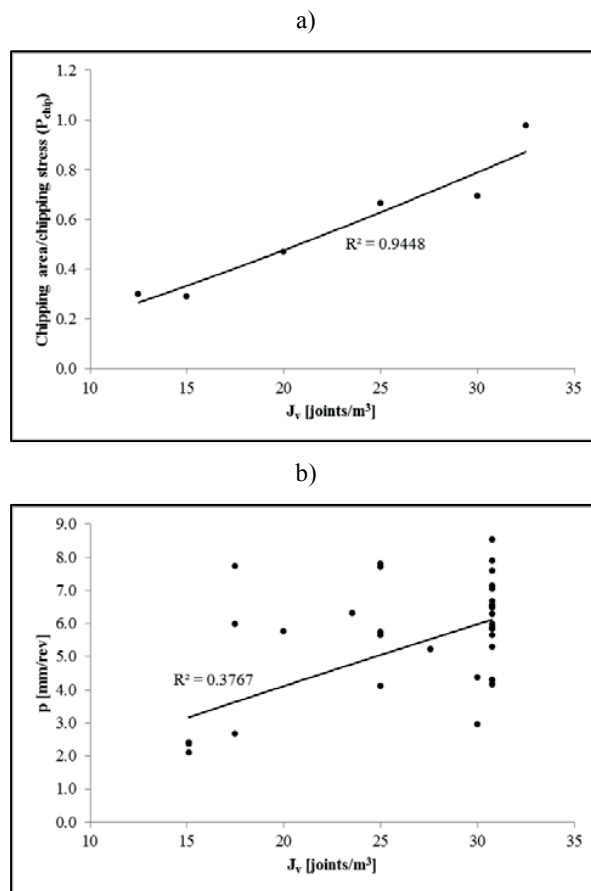 a)
1.2
1.0
0.8
0.6
0.4
0.2
0.0
Chipping area/chipping stress (Pchip)
R² = 0.9448
10 15 20 25 30 35
Jv [joints/m³]
b)
9.0
8.0
7.0
6.0
5.0
4.0
3.0
2.0
1.0
0.0
p [mm/rev]
R² = 0.3767
10 15 20 25 30 35
Jv [joints/m³]